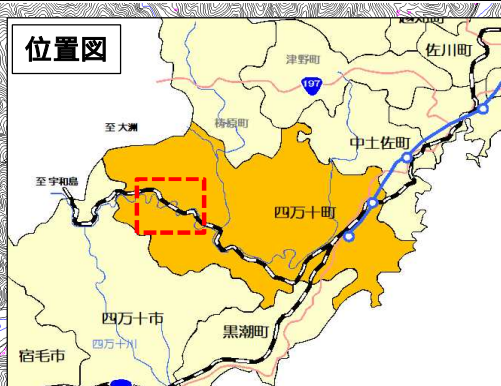 位置図
佐川町
津野町
197
梼原町
至 大洲
中土佐町
至 宇和島
四万十町
四万十市
四万十川
黒潮町
宿毛市